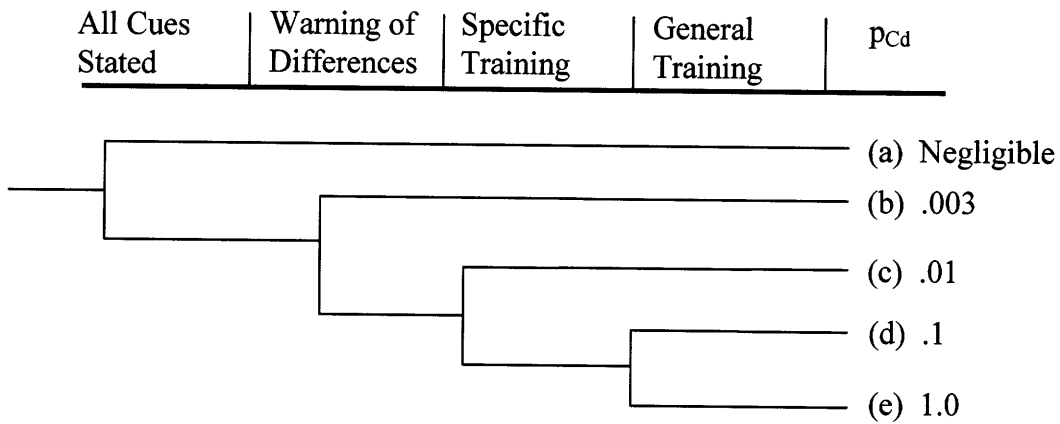 All Cues Stated
Warning of Differences
Specific Training
General Training
pCd
(a) Negligible
(b) .003
(c) .01
(d) .1
(e) 1.0